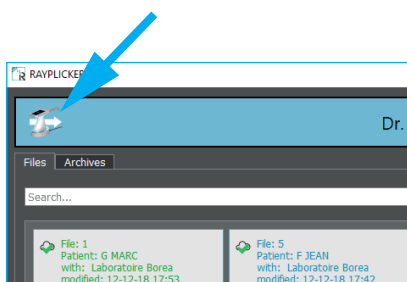 RAYPLICKER
Dr.
Files Archives
Search...
File: 1
Patient: G MARC
with: Laboratoire Borea
modified: 12-12-18 17:53
File: 5
Patient: F JEAN
with: Laboratoire Borea
modified: 12-12-18 17:42